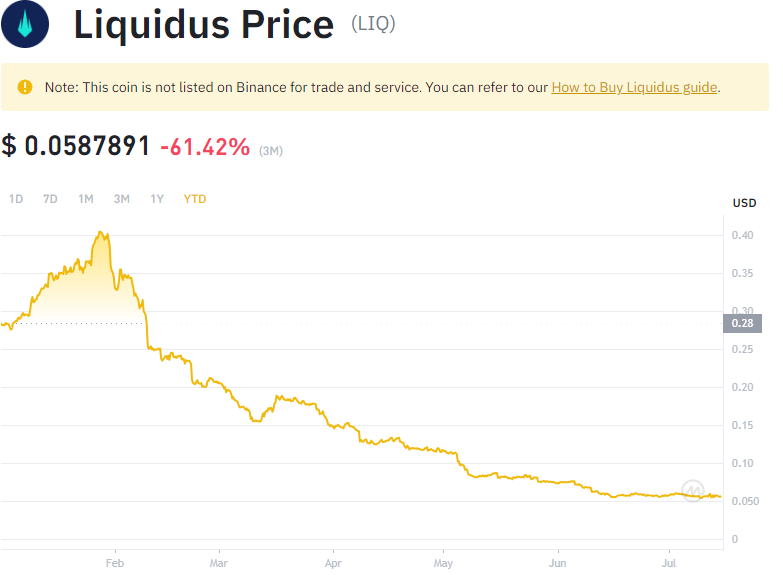 Liquidus Price (LIQ)
Note: This coin is not listed on Binance for trade and service. You can refer to our How to Buy Liquidus guide.
$ 0.0587891 -61.42% (3M)
1D 7D 1M 3M 1Y YTD
USD
0.40
0.35
0.30
0.28
0.25
0.20
0.15
0.10
0.050
0
Feb Mar Apr May Jun Jul